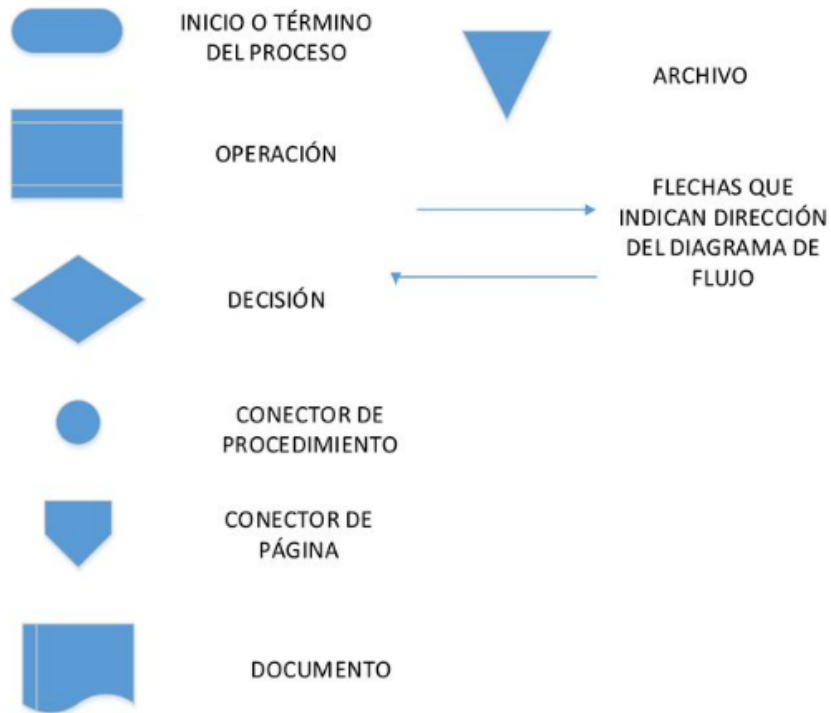 INICIO O TÉRMINO
DEL PROCESO
OPERACIÓN
DECISIÓN
CONECTOR DE
PROCEDIMIENTO
CONECTOR DE
PÁGINA
DOCUMENTO
ARCHIVO
FLECHAS QUE
INDICAN DIRECCIÓN
DEL DIAGRAMA DE
FLUJO